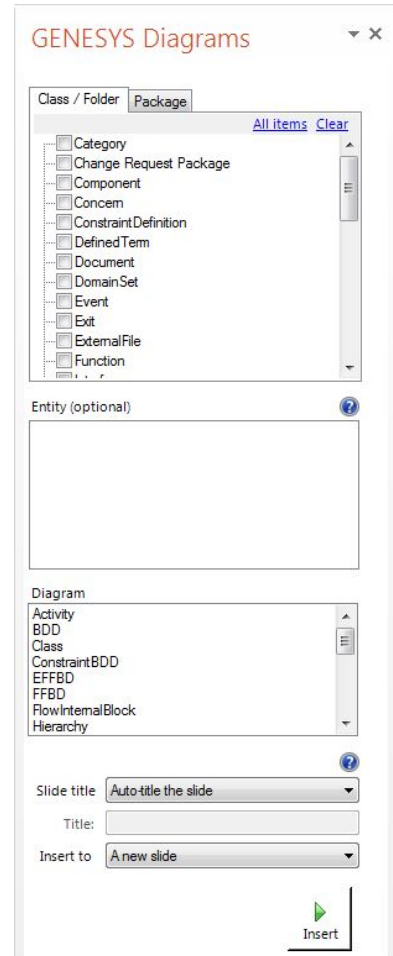 GENESYS Diagrams
Class / Folder Package
All items Clear
Category
Change Request Package
Component
Concern
ConstraintDefinition
DefinedTerm
Document
DomainSet
Event
Exit
ExternalFile
Function
Entity (optional)
Diagram
Activity
BDD
Class
ConstraintBDD
EFFBD
FFBD
FlowInternalBlock
Hierarchy
Slide title Auto-title the slide
Title:
Insert to A new slide
Insert